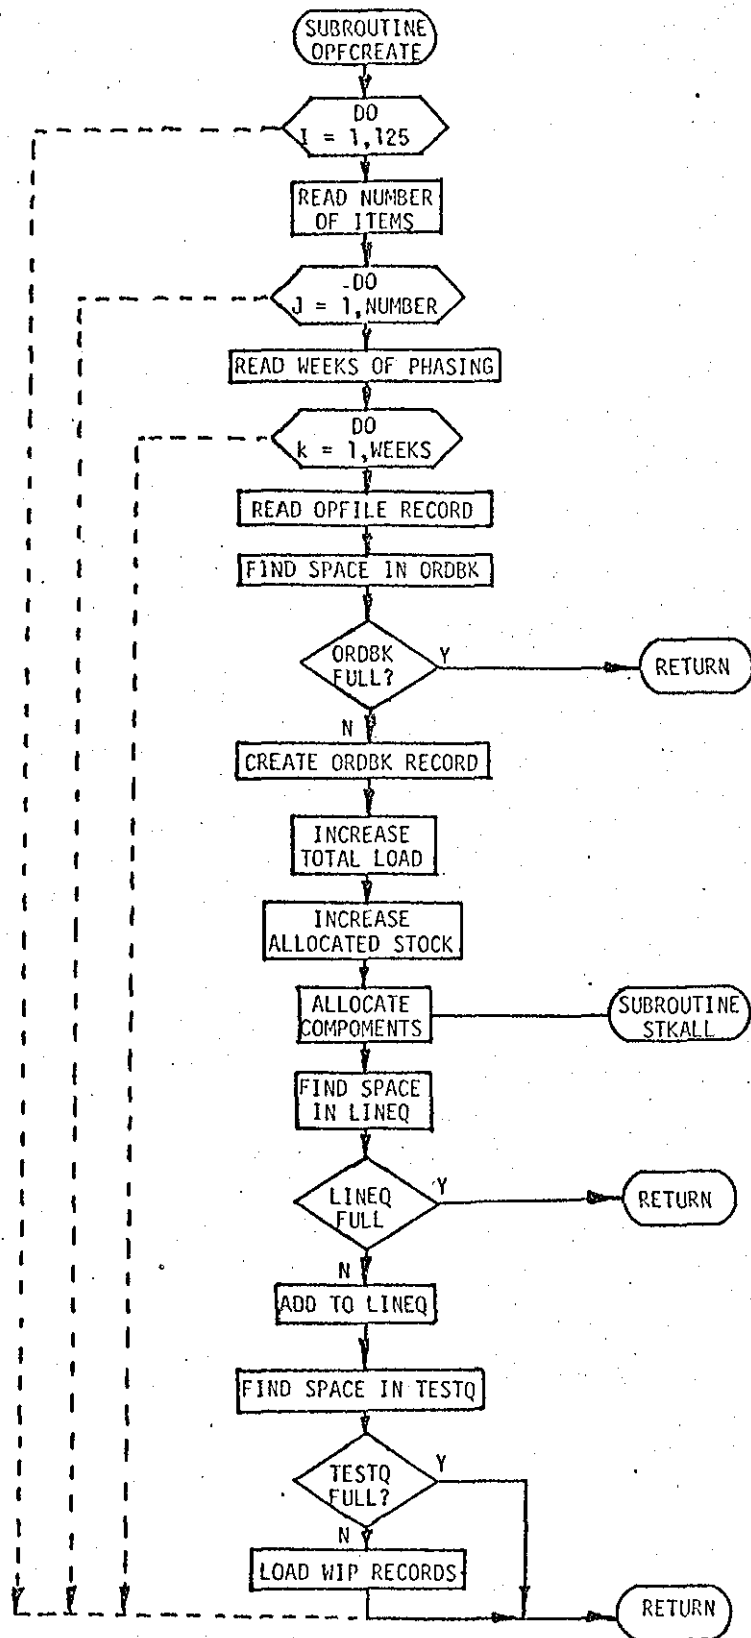 SUBROUTINE
OPFCREATE
DO
I = 1,125
READ NUMBER
OF ITEMS
DO
J = 1,NUMBER
READ WEEKS OF PHASING
DO
k = 1,WEEKS
READ OPFILE RECORD
FIND SPACE IN ORDBK
ORDBK
FULL?
Y
RETURN
N
CREATE ORDBK RECORD
INCREASE
TOTAL LOAD
INCREASE
ALLOCATED STOCK
ALLOCATE
COMPOMENTS
SUBROUTINE
STKALL
FIND SPACE
IN LINEQ
LINEQ
FULL
Y
RETURN
N
ADD TO LINEQ
FIND SPACE IN TESTQ
TESTQ
FULL?
Y
N
LOAD WIP RECORDS
RETURN